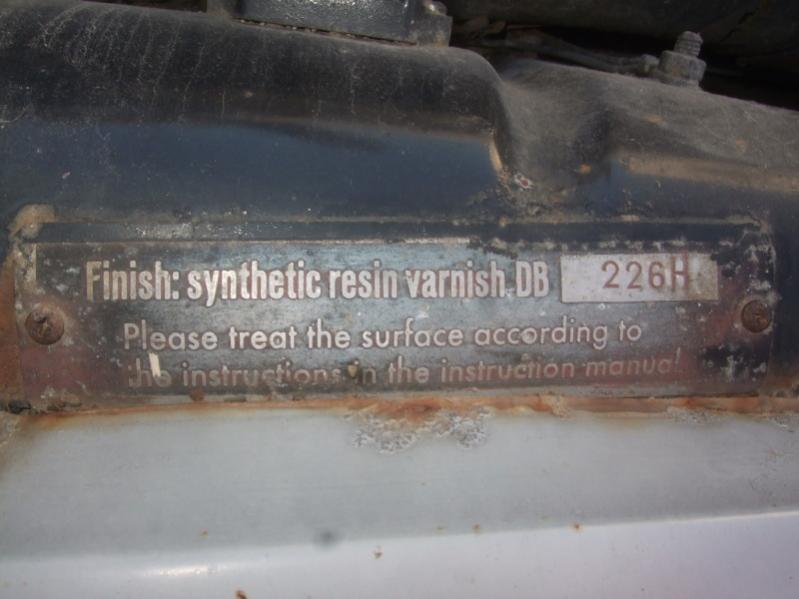 Finish: synthetic resin varnish DB 226H
Please treat the surface according to
the instructions in the instruction manual